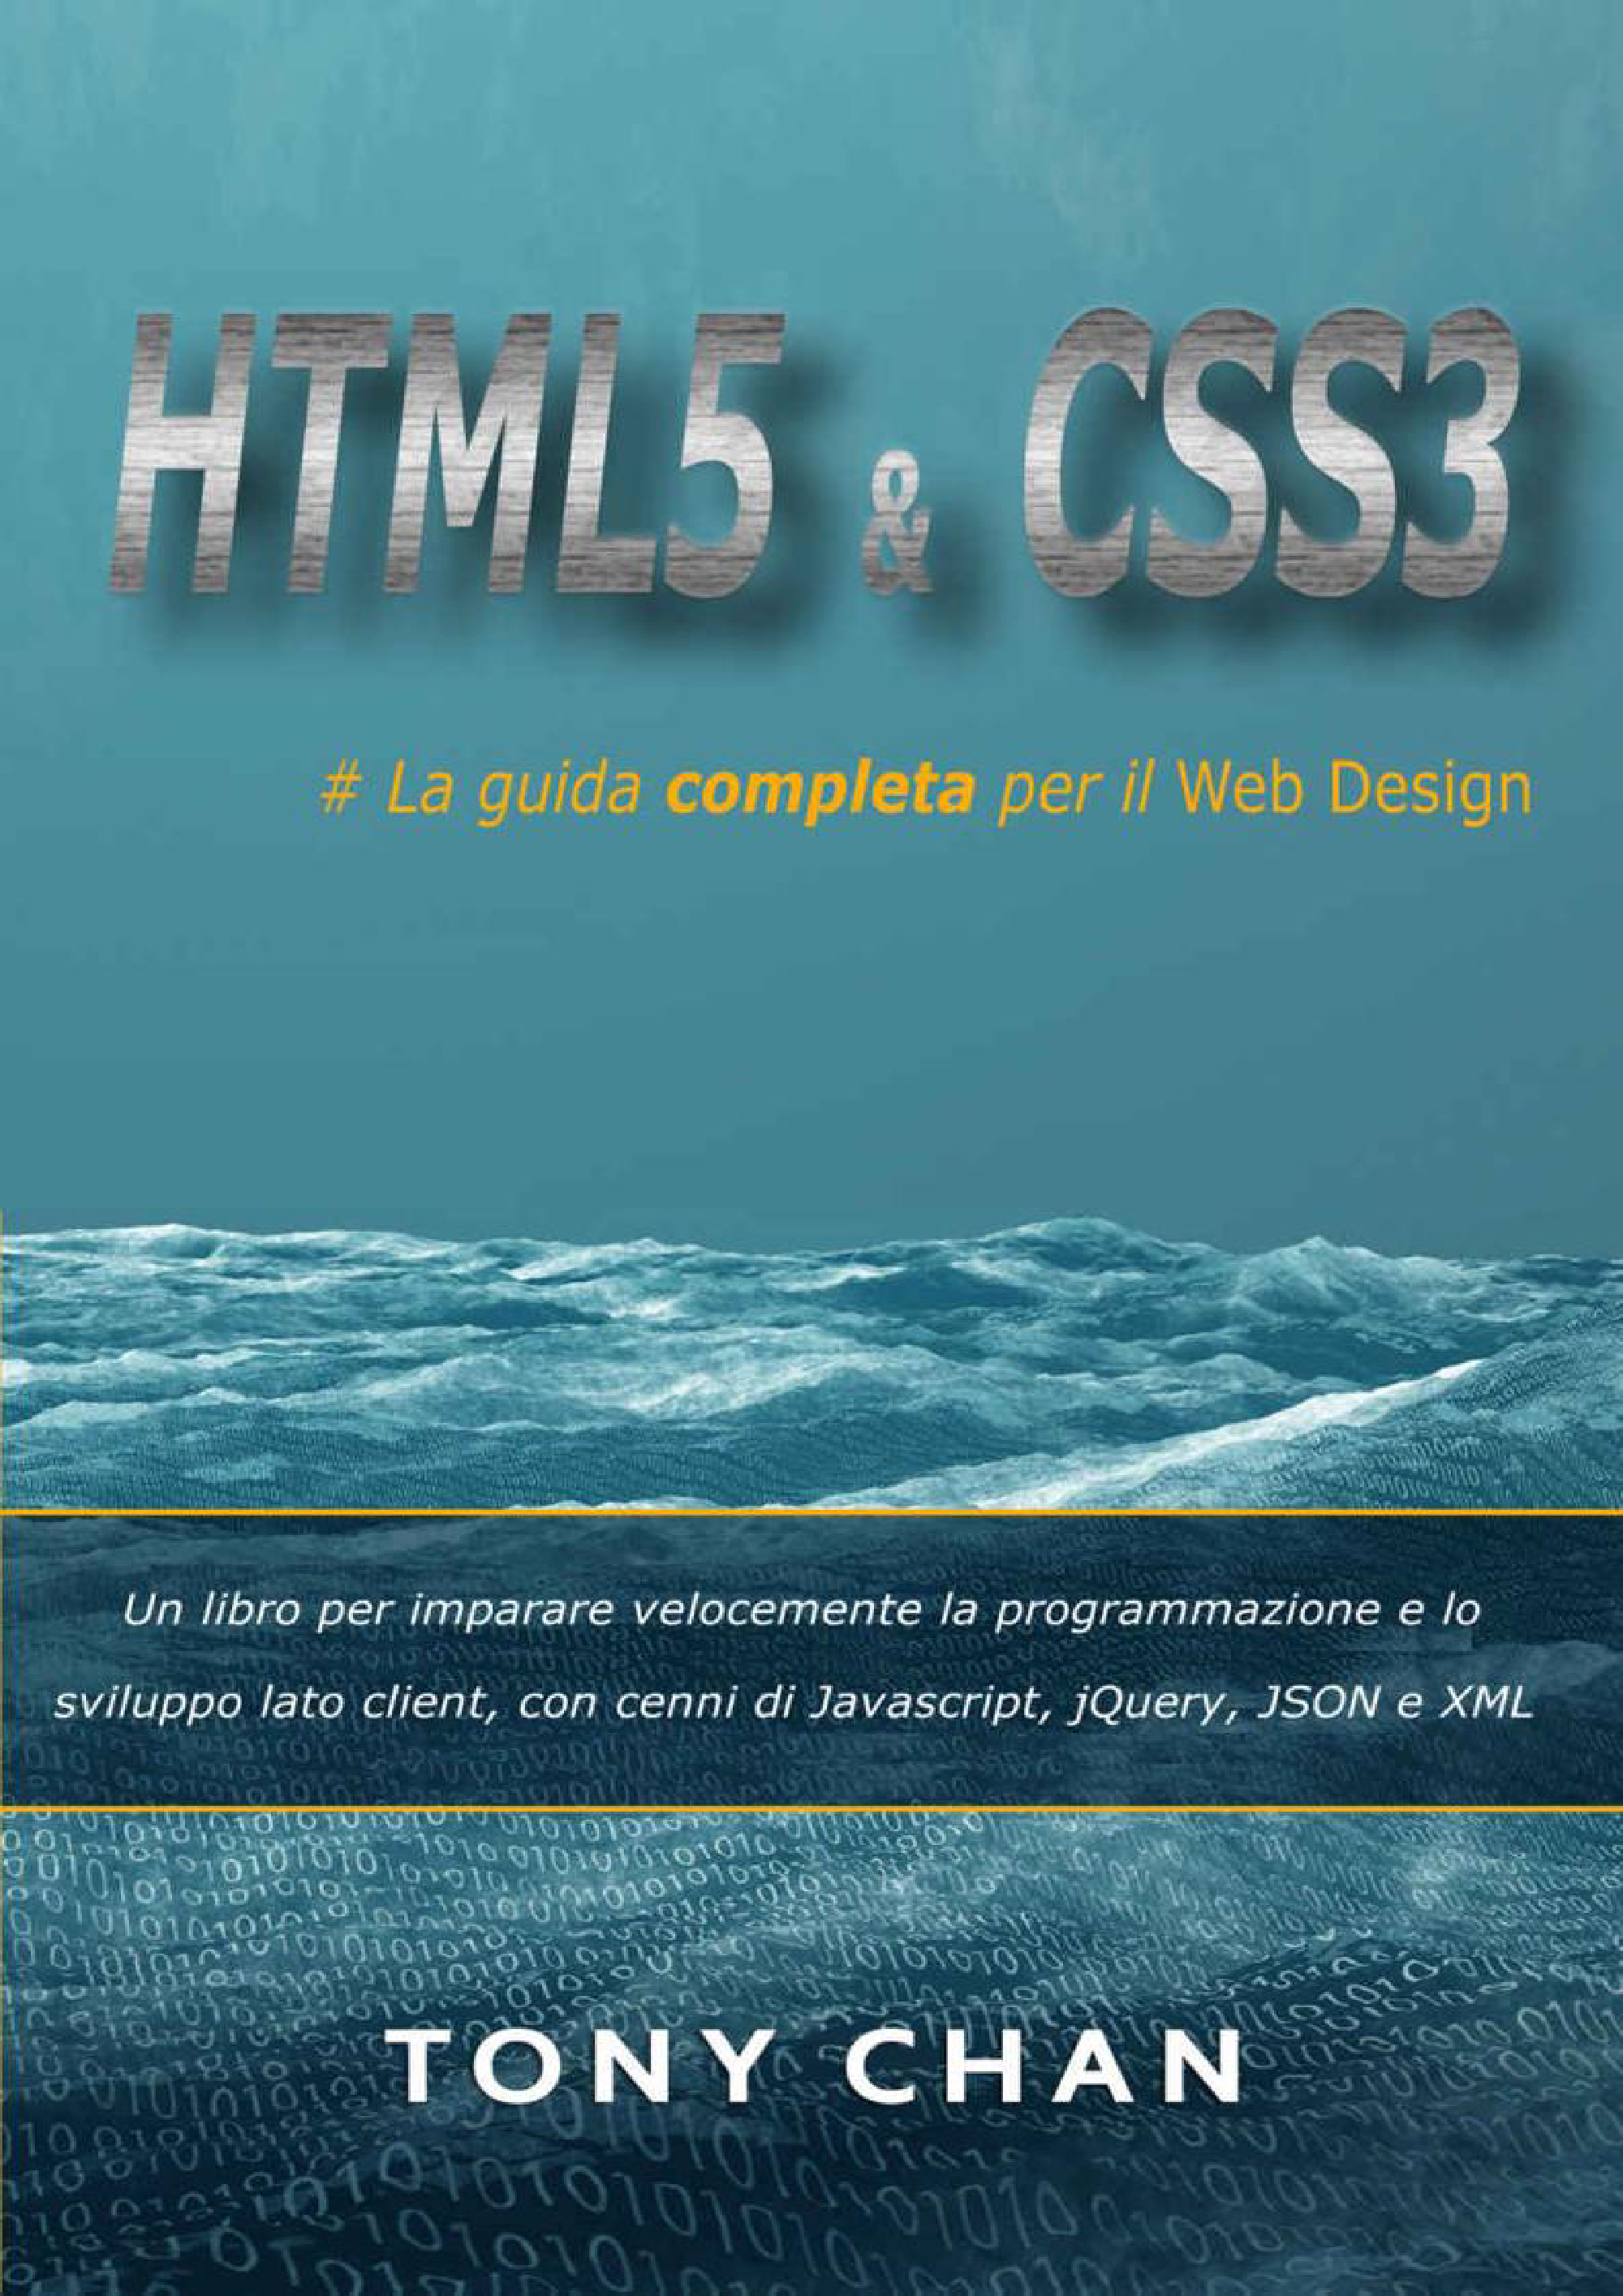 HTML5 & CSS3
# La guida completa per il Web Design
Un libro per imparare velocemente la programmazione e lo
sviluppo lato client, con cenni di Javascript, jQuery, JSON e XML
TONY CHAN